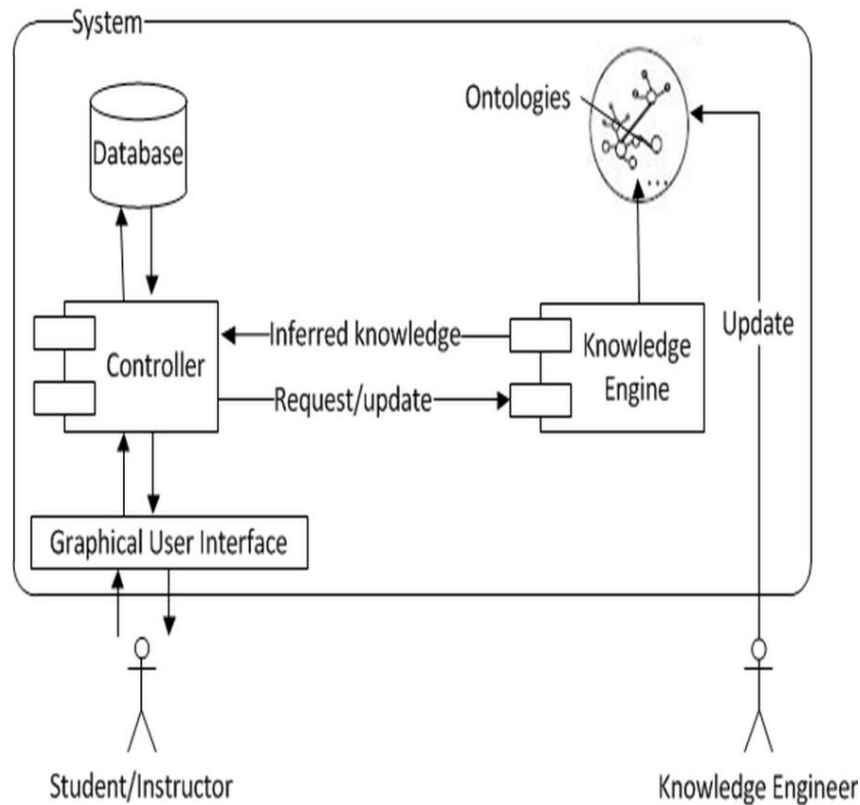 System
Ontologies
Database
Inferred knowledge
Controller
Knowledge
Engine
Update
Request/update
Graphical User Interface
Student/Instructor
Knowledge Engineer